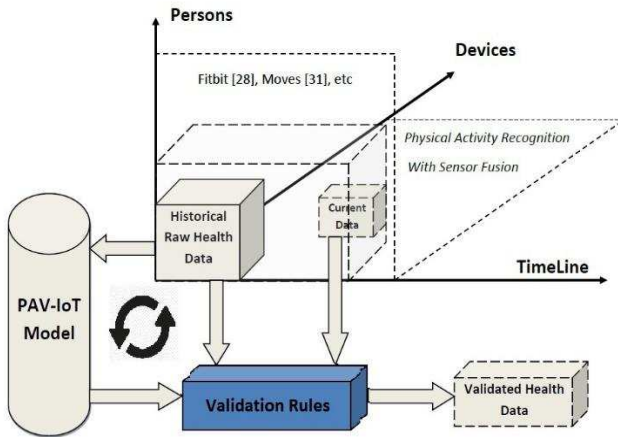 Persons
Devices
Fitbit [28], Moves [31], etc
Physical Activity Recognition
With Sensor Fusion
Historical
Raw Health
Data
Current
Data
TimeLine
PAV-IoT
Model
Validation Rules
Validated Health
Data